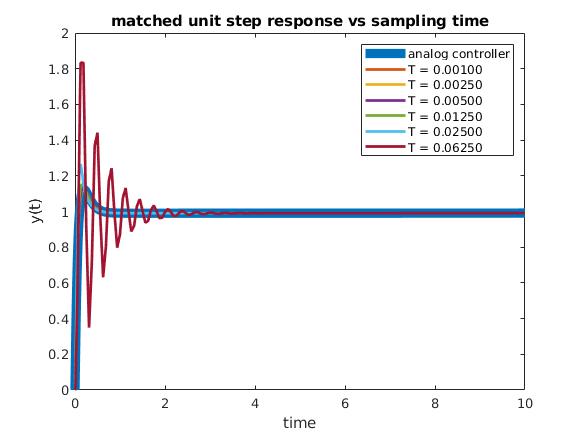 matched unit step response vs sampling time
2
1.8
1.6
1.4
1.2
1
0.8
0.6
0.4
0.2
0
y(t)
analog controller
T = 0.00100
T = 0.00250
T = 0.00500
T = 0.01250
T = 0.02500
T = 0.06250
0 2 4 6 8 10
time